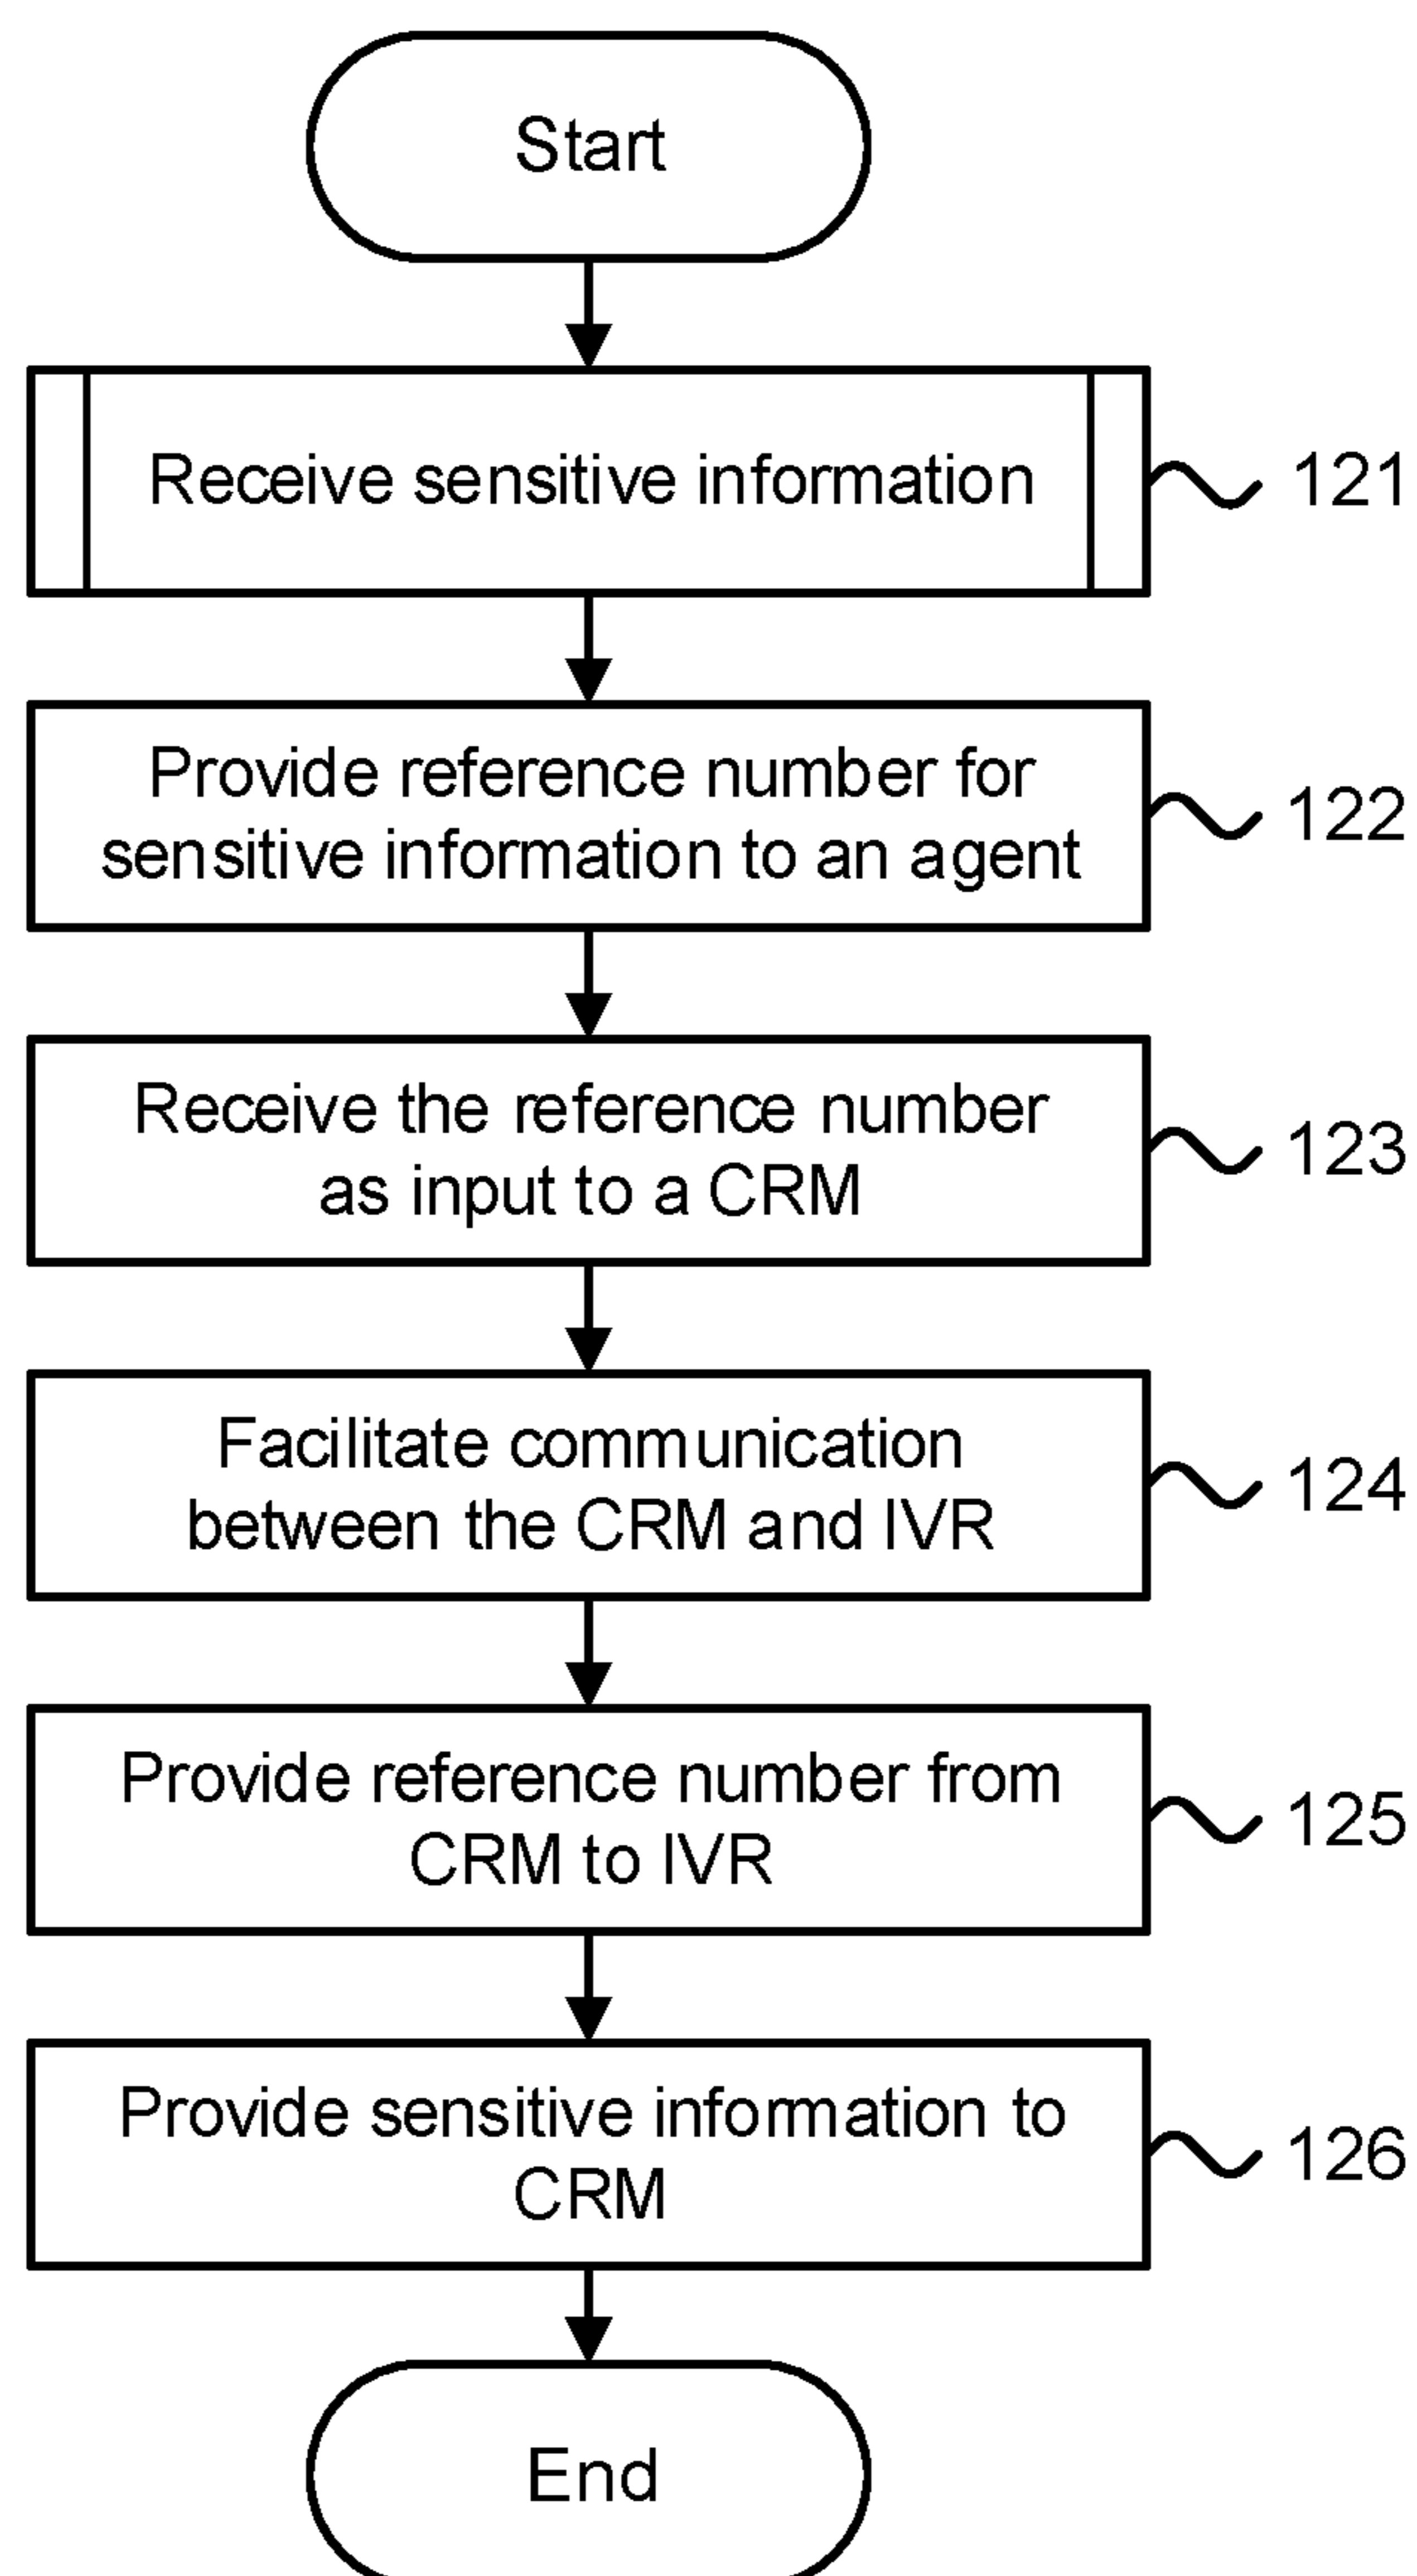 Start
Receive sensitive information
121
Provide reference number for
sensitive information to an agent
122
Receive the reference number
as input to a CRM
123
Facilitate communication
between the CRM and IVR
124
Provide reference number from
CRM to IVR
125
Provide sensitive information to
CRM
126
End